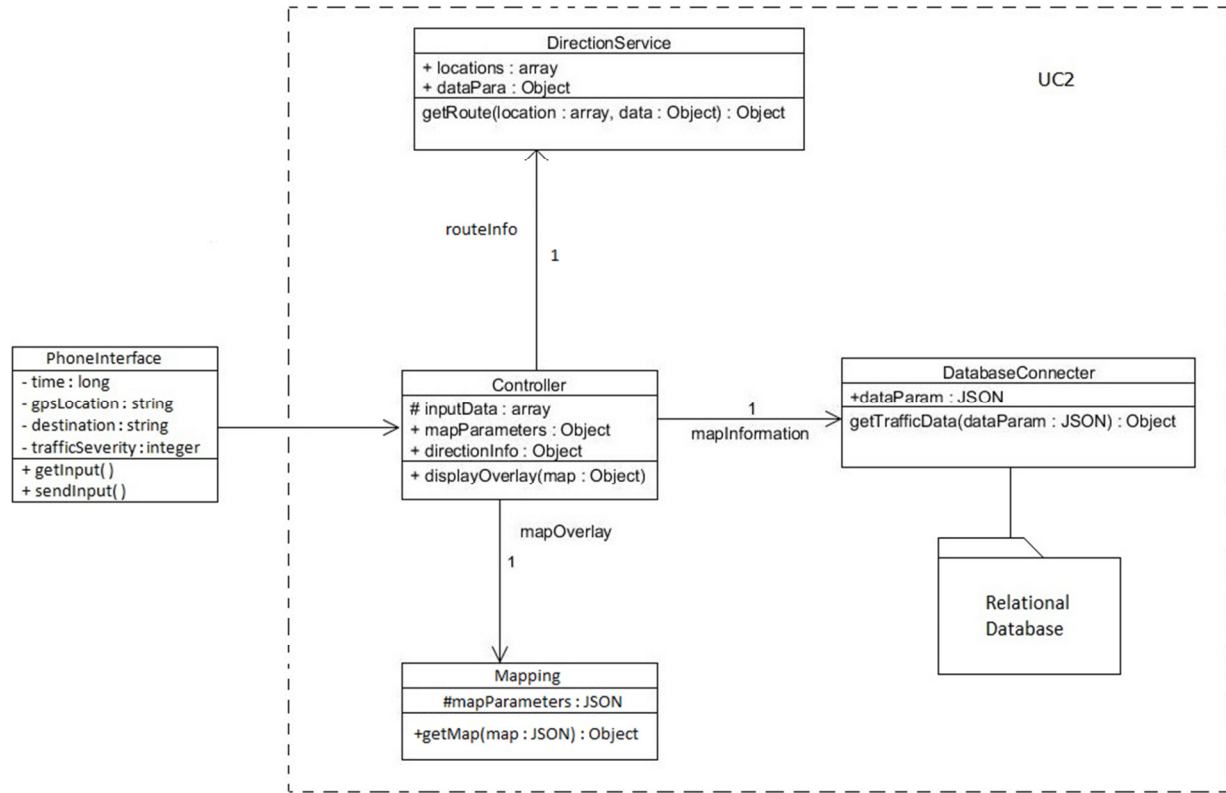 DirectionService
+ locations : array
+ dataPara : Object
getRoute(location : array, data : Object) : Object
UC2
routeInfo
1
PhoneInterface
- time : long
- gpsLocation : string
- destination : string
- trafficSeverity : integer
+ getInput( )
+ sendInput( )
Controller
# inputData : array
+ mapParameters : Object
+ directionInfo : Object
+ displayOverlay(map : Object)
1
mapInformation
DatabaseConnecter
+dataParam : JSON
getTrafficData(dataParam : JSON) : Object
mapOverlay
1
Relational
Database
Mapping
#mapParameters : JSON
+getMap(map : JSON) : Object